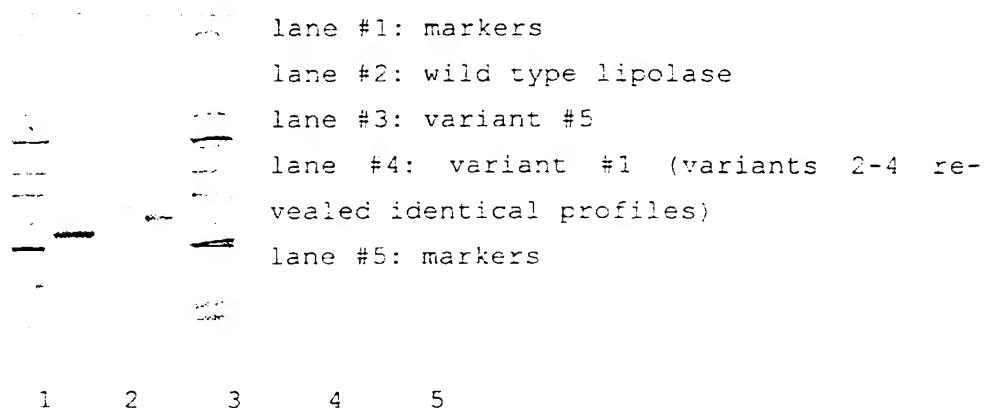 lane #1: markers
lane #2: wild type lipolase
lane #3: variant #5
lane #4: variant #1 (variants 2-4 re-
vealed identical profiles)
lane #5: markers
1 2 3 4 5